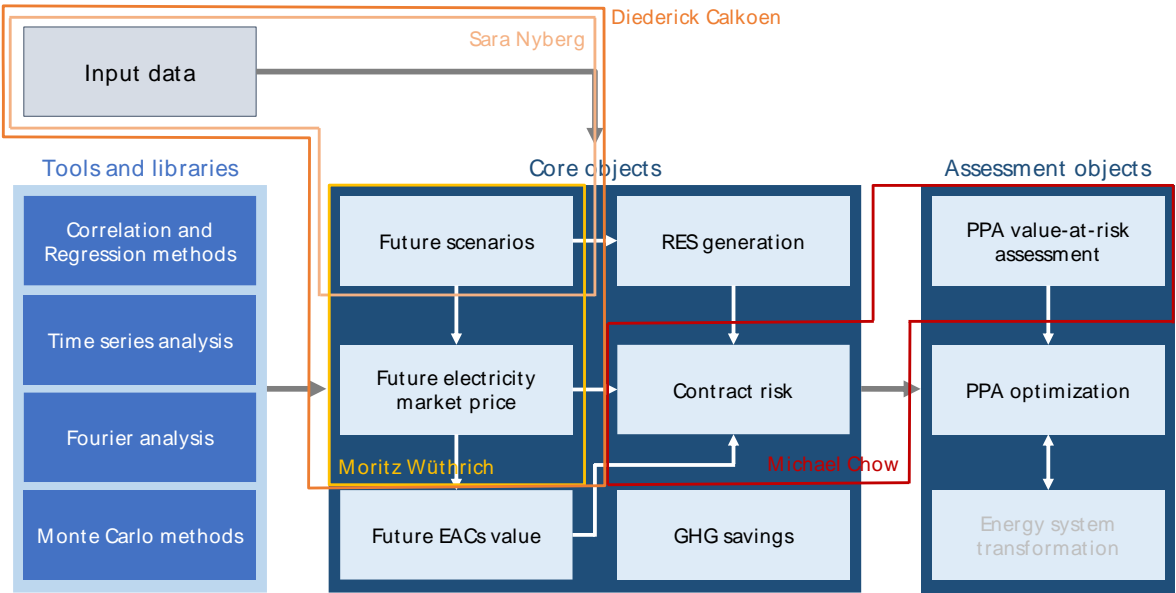 Diederick Calkoen
Sara Nyberg
Input data
Tools and libraries
Core objects
Assessment objects
Correlation and
Regression methods
Time series analysis
Fourier analysis
Monte Carlo methods
Future scenarios
RES generation
Future electricity
market price
Contract risk
Moritz Wüthrich
Michael Chow
Future EACs value
GHG savings
PPA value-at-risk
assessment
PPA optimization
Energy system
transformation